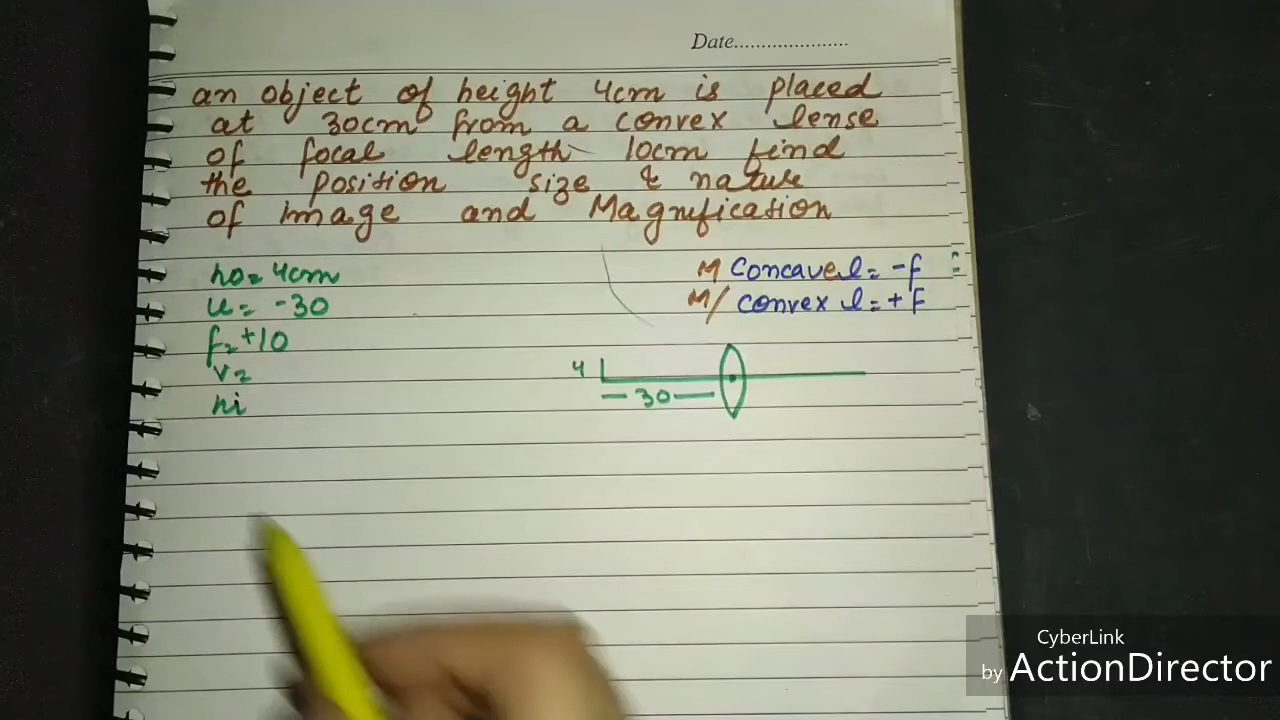 Date.....................
an object of height 4cm is placed
at 30cm from a convex lense
of focal length 10cm find
the position size & nature
of image and Magnification
ho= 4cm
u= -30
f= +10
v=
hi
M Concave l= -f
M/ convex l= +F
4
30
CyberLink
by ActionDirector